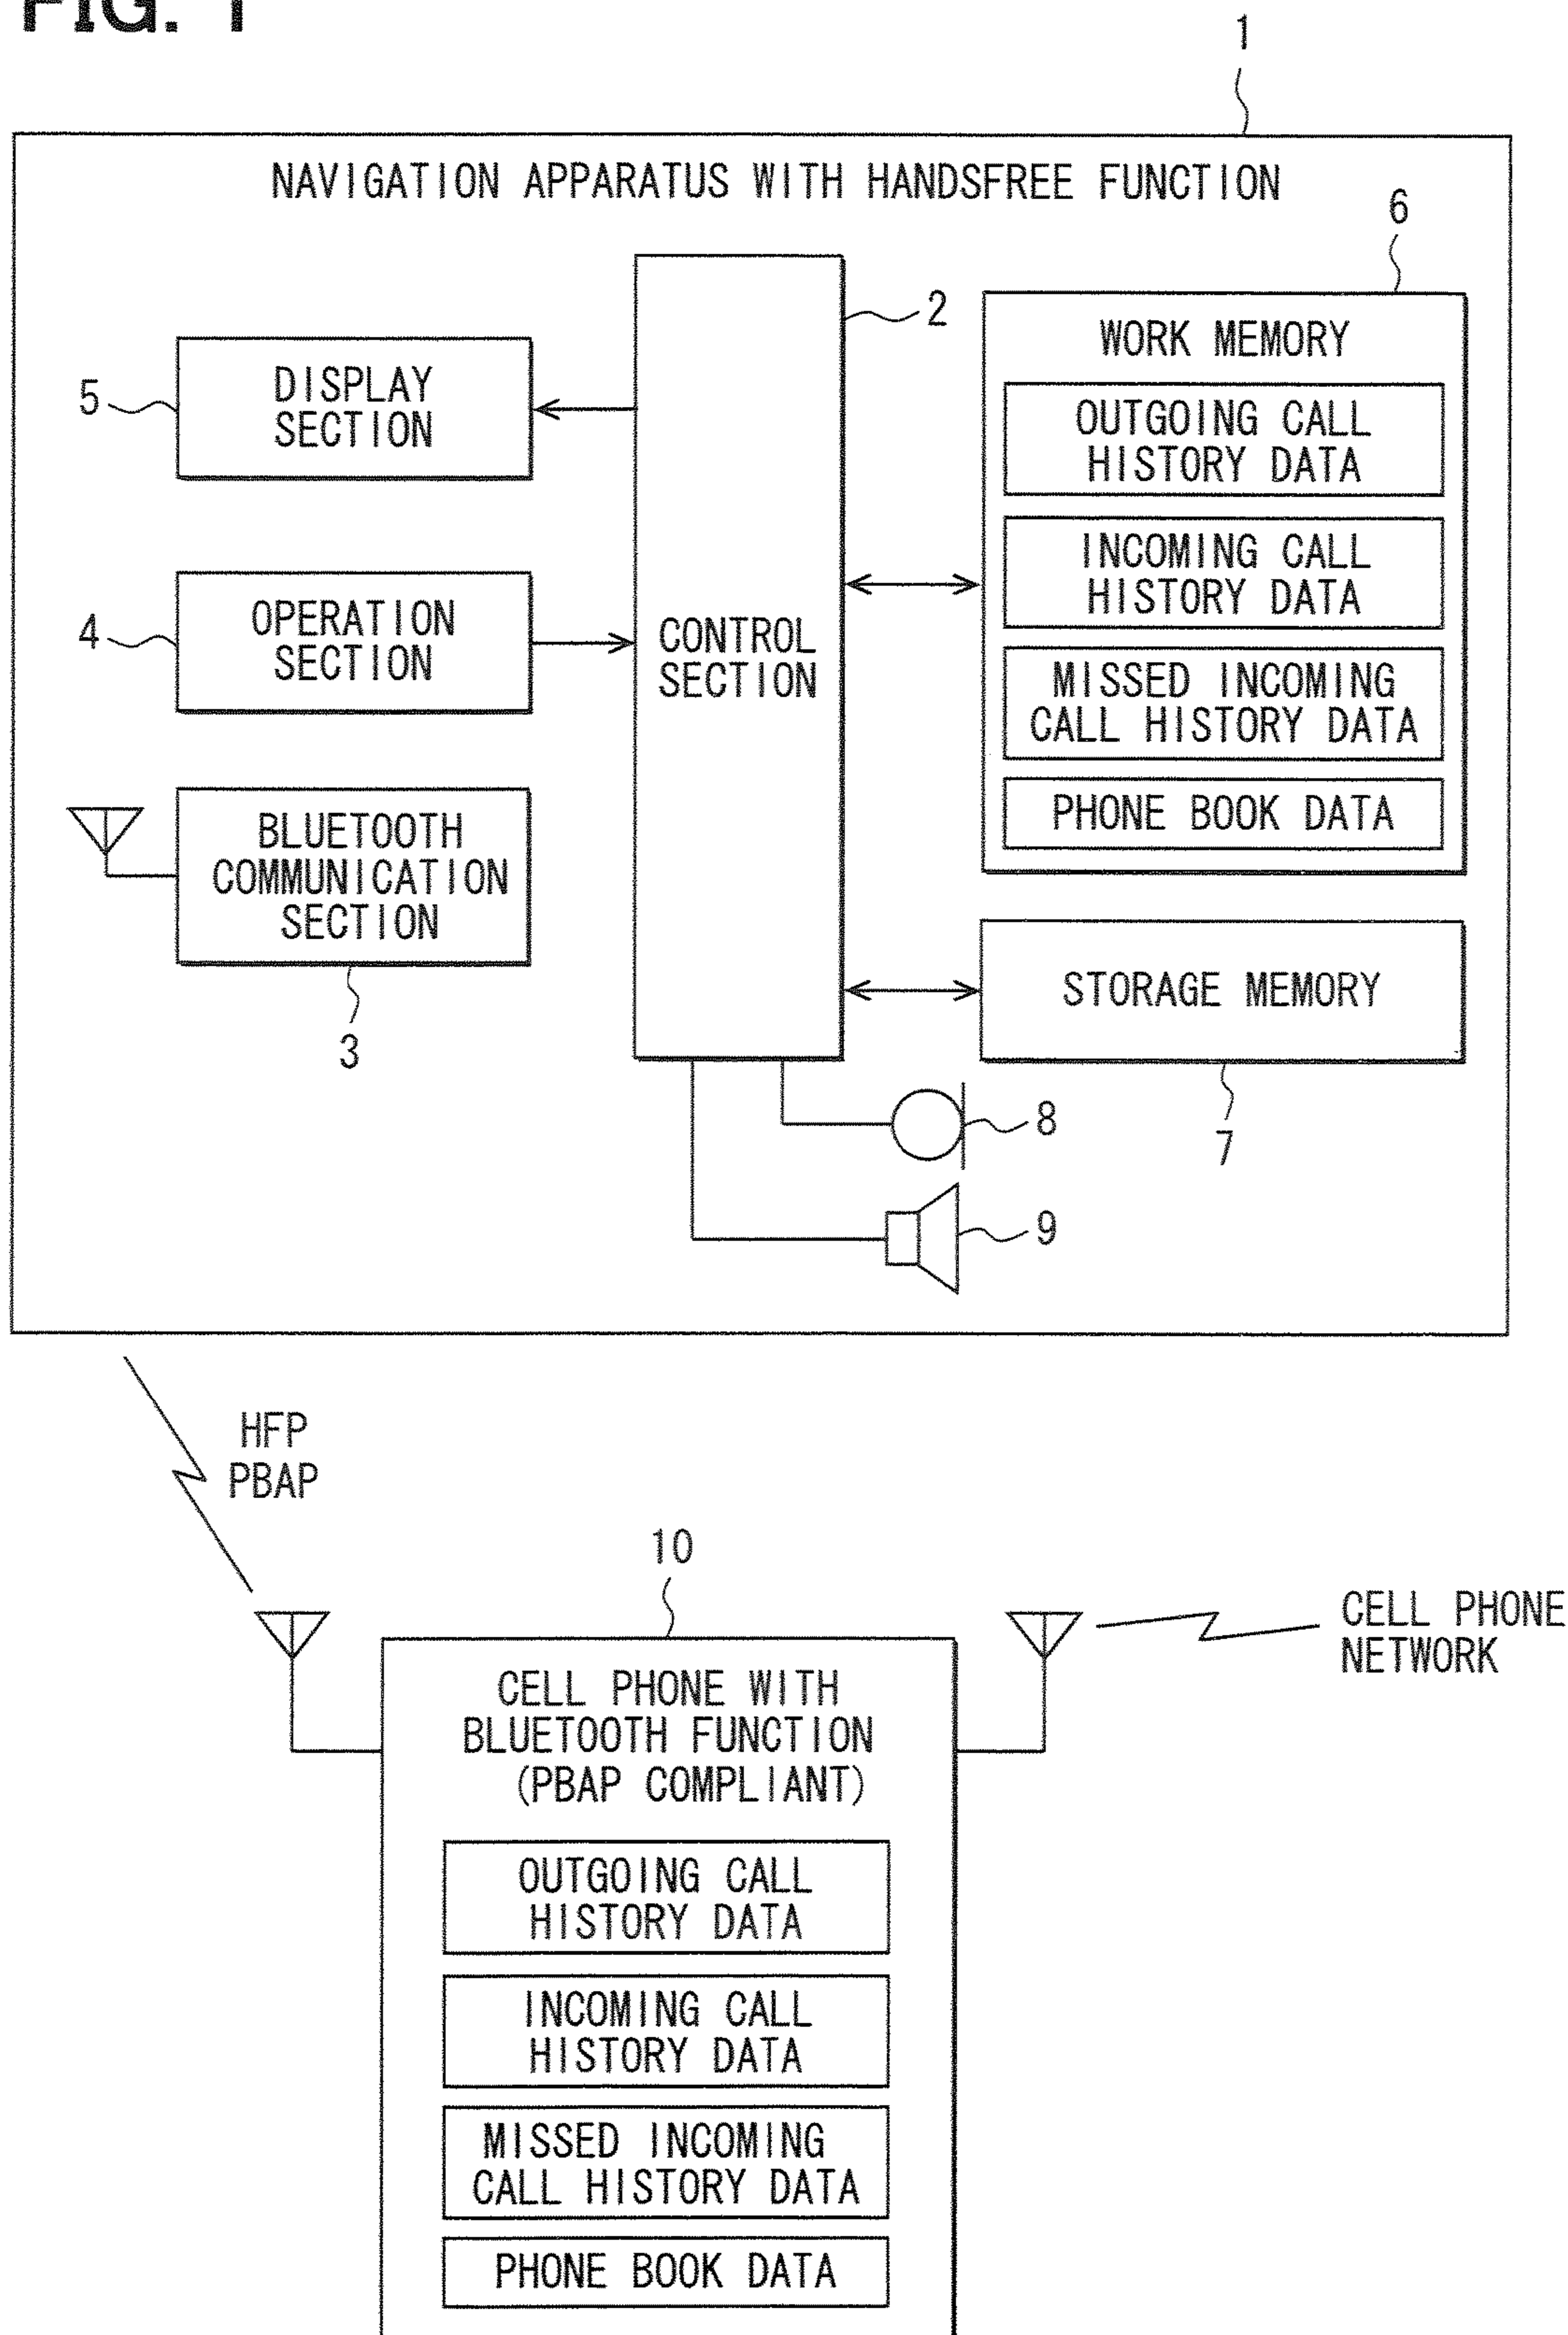 FIG. 1
1
NAVIGATION APPARATUS WITH HANDSFREE FUNCTION
6
2
WORK MEMORY
5
DISPLAY
SECTION
OUTGOING CALL
HISTORY DATA
INCOMING CALL
HISTORY DATA
4
OPERATION
SECTION
CONTROL
SECTION
MISSED INCOMING
CALL HISTORY DATA
PHONE BOOK DATA
BLUETOOTH
COMMUNICATION
SECTION
3
STORAGE MEMORY
7
8
9
HFP
PBAP
10
CELL PHONE
NETWORK
CELL PHONE WITH
BLUETOOTH FUNCTION
(PBAP COMPLIANT)
OUTGOING CALL
HISTORY DATA
INCOMING CALL
HISTORY DATA
MISSED INCOMING
CALL HISTORY DATA
PHONE BOOK DATA